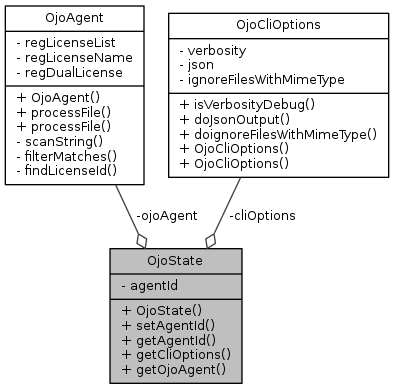 OjoAgent
- regLicenseList
- regLicenseName
- regDualLicense
+ OjoAgent()
+ processFile()
+ processFile()
- scanString()
- filterMatches()
- findLicenseId()
OjoCliOptions
- verbosity
- json
- ignoreFilesWithMimeType
+ isVerbosityDebug()
+ doJsonOutput()
+ doignoreFilesWithMimeType()
+ OjoCliOptions()
+ OjoCliOptions()
-ojoAgent
-cliOptions
OjoState
- agentId
+ OjoState()
+ setAgentId()
+ getAgentId()
+ getCliOptions()
+ getOjoAgent()